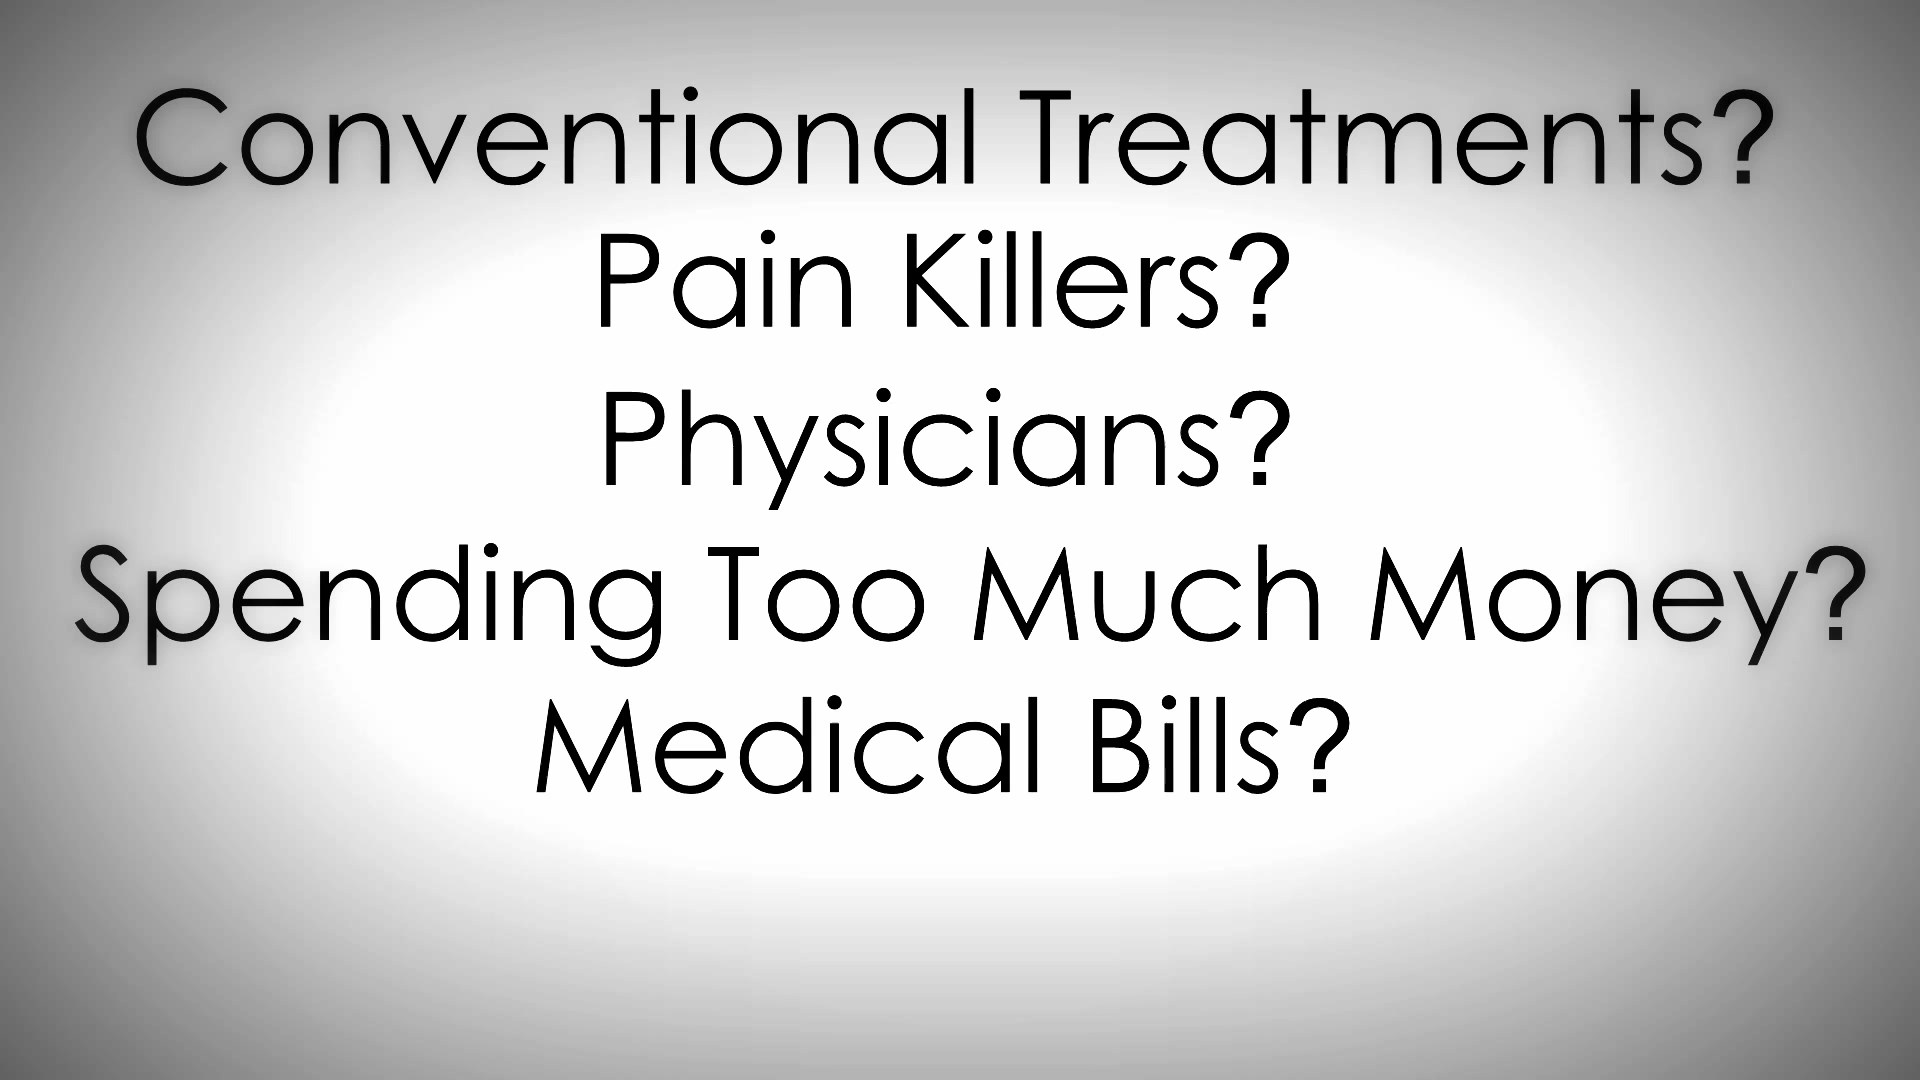 Conventional Treatments?
Pain Killers?
Physicians?
Spending Too Much Money?
Medical Bills?